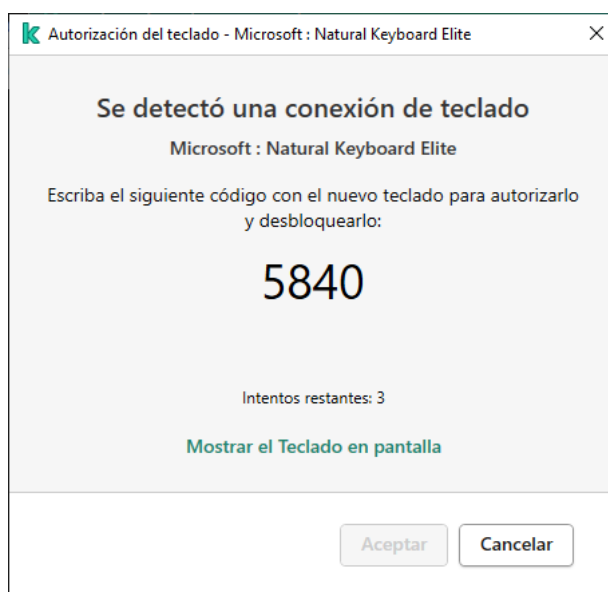 Autorización del teclado - Microsoft : Natural Keyboard Elite
Se detectó una conexión de teclado
Microsoft : Natural Keyboard Elite
Escriba el siguiente código con el nuevo teclado para autorizarlo
y desbloquearlo:
5840
Intentos restantes: 3
Mostrar el Teclado en pantalla
Aceptar
Cancelar